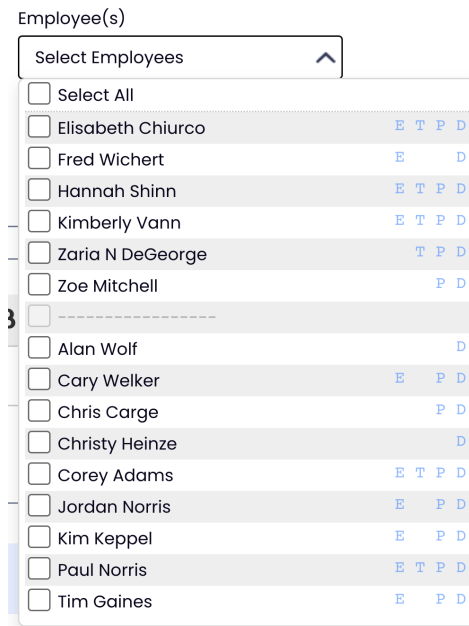 Employee(s)
Select Employees
Select All
Elisabeth Chiurco E T P D
Fred Wichert E D
Hannah Shinn E T P D
Kimberly Vann E T P D
Zaria N DeGeorge T P D
Zoe Mitchell P D
-----------------
Alan Wolf D
Cary Welker E P D
Chris Carge P D
Christy Heinze D
Corey Adams E T P D
Jordan Norris E P D
Kim Keppel E P D
Paul Norris E T P D
Tim Gaines E P D